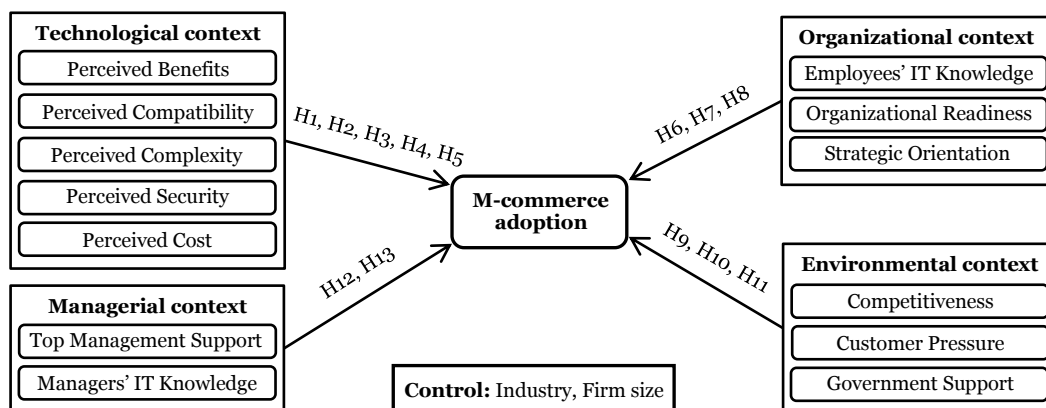 Technological context
Perceived Benefits
Perceived Compatibility
Perceived Complexity
Perceived Security
Perceived Cost
H1, H2, H3, H4, H5
Managerial context
Top Management Support
Managers' IT Knowledge
H12, H13
M-commerce
adoption
Control: Industry, Firm size
Organizational context
Employees' IT Knowledge
Organizational Readiness
Strategic Orientation
H6, H7, H8
Environmental context
Competitiveness
Customer Pressure
Government Support
H9, H10, H11